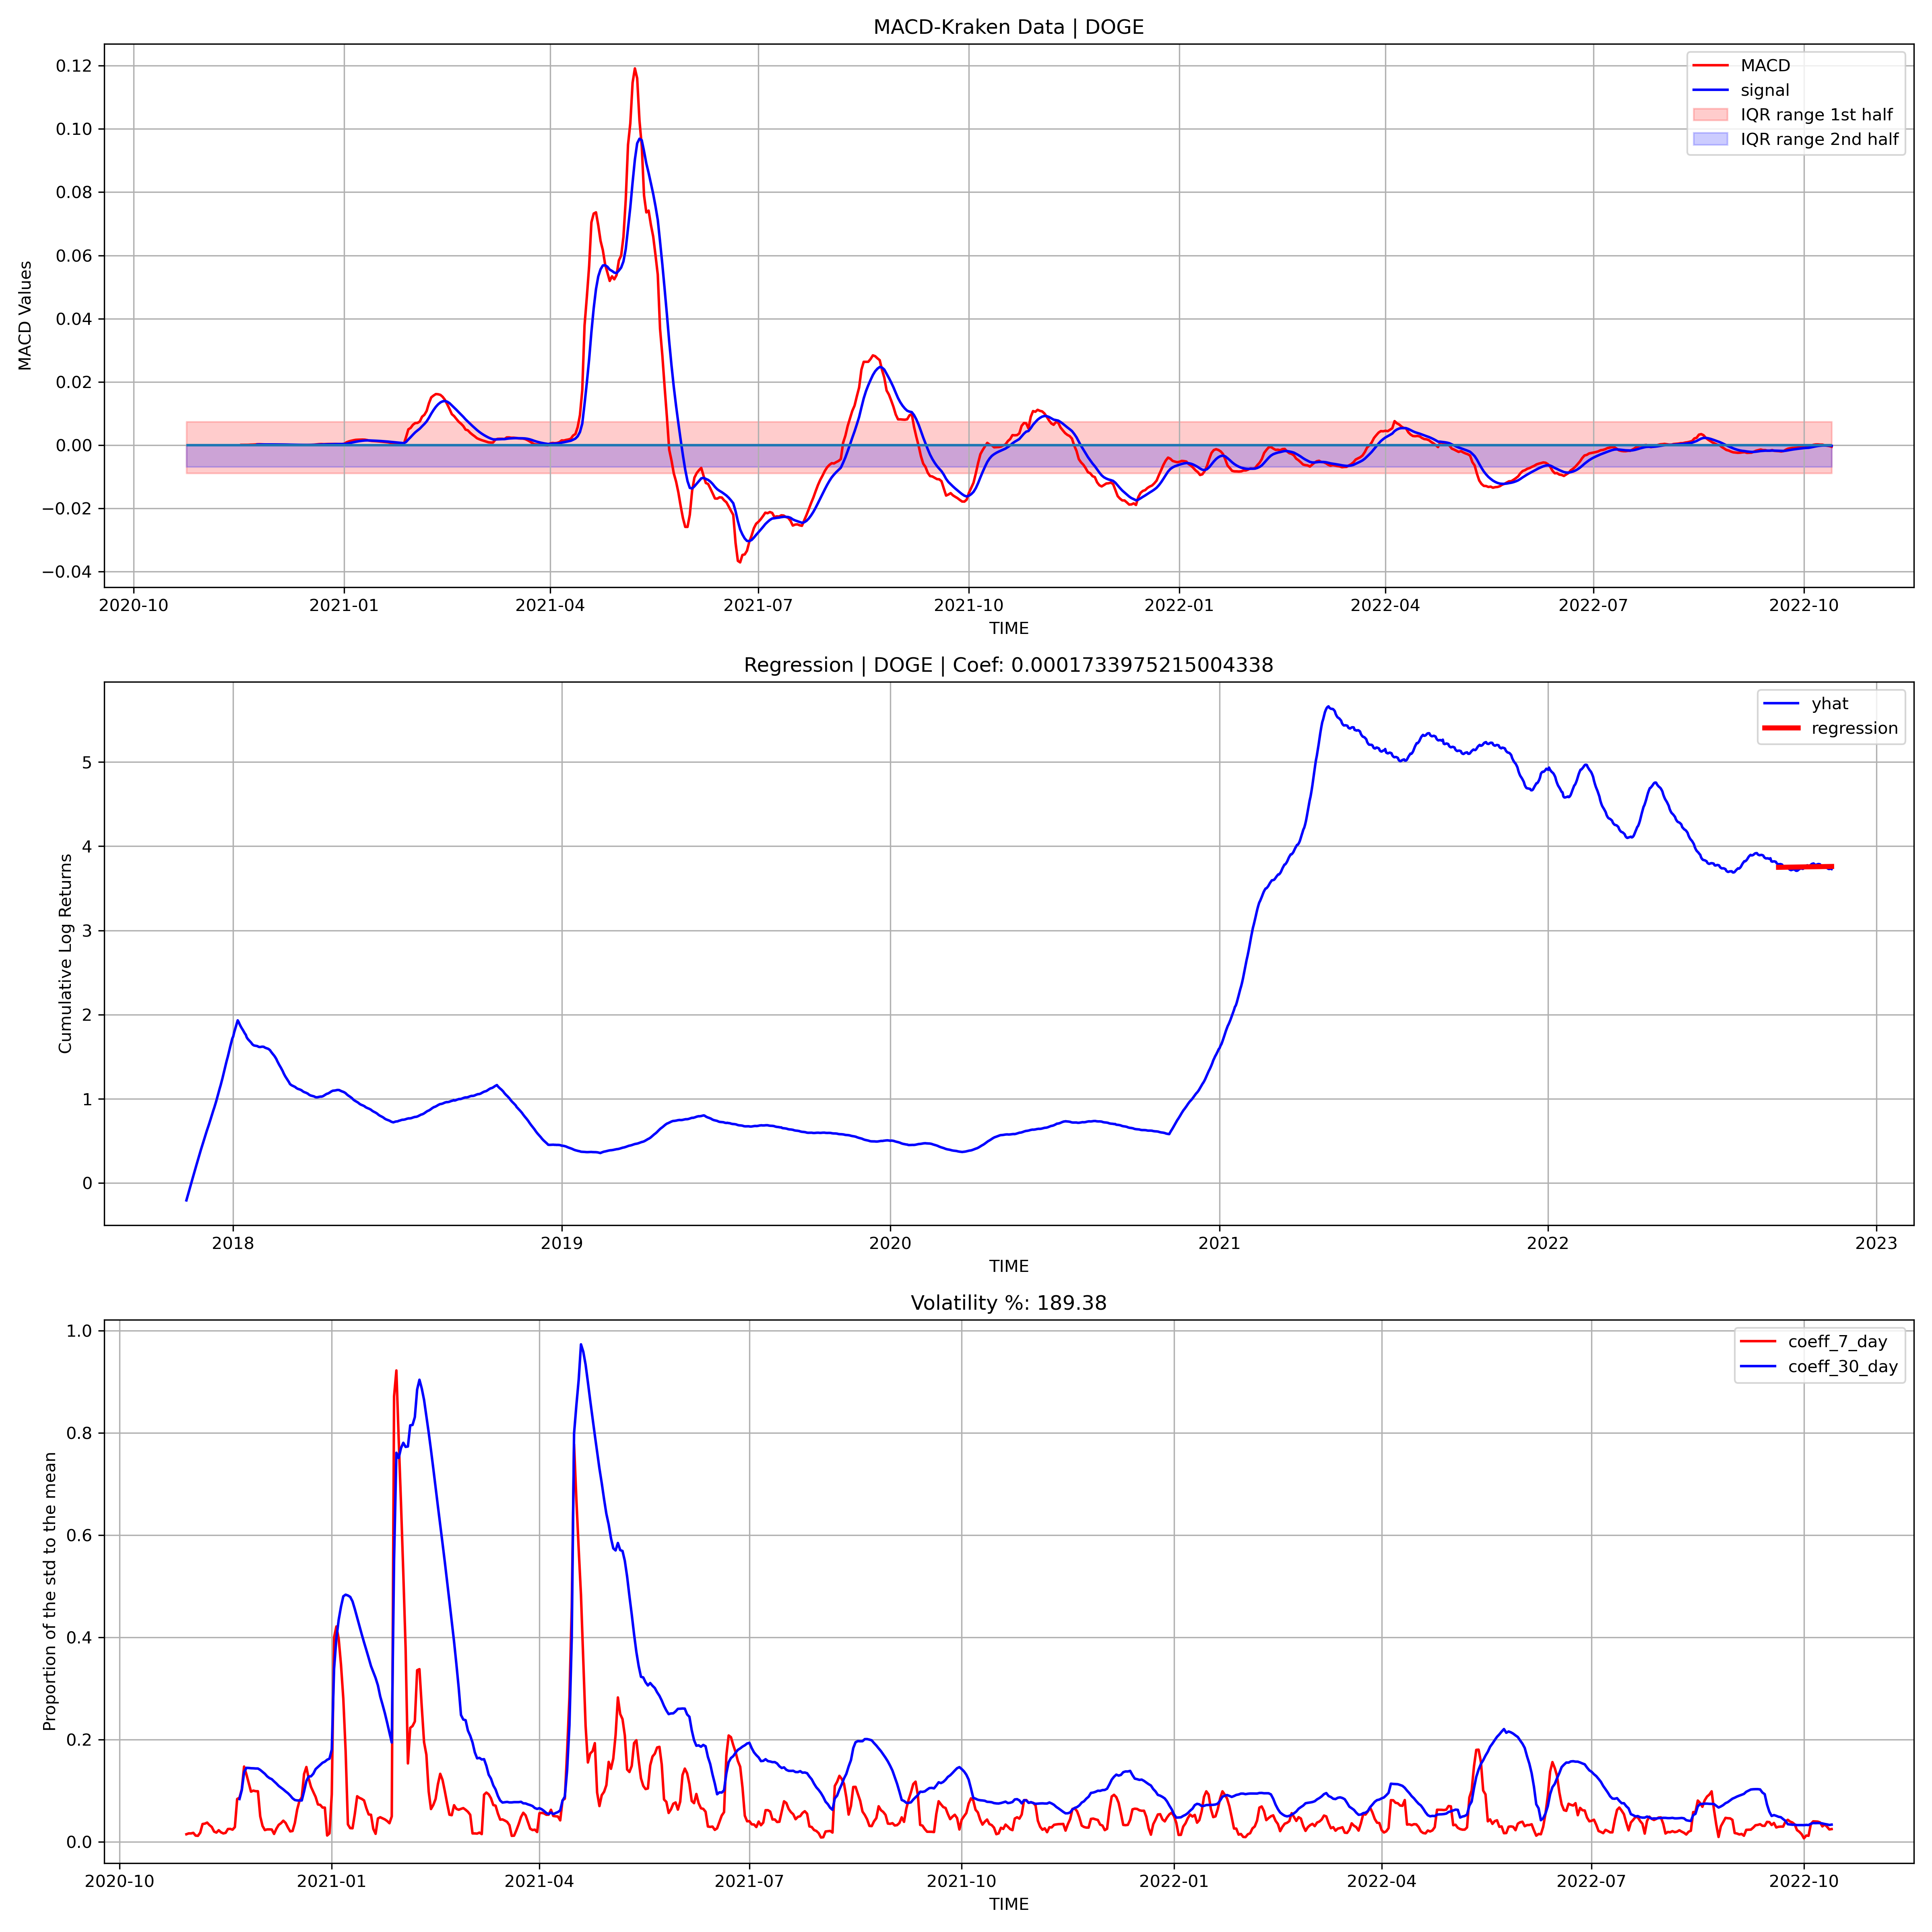 MACD-Kraken Data | DOGE
MACD Values
0.12
0.10
0.08
0.06
0.04
0.02
0.00
−0.02
−0.04
MACD
signal
IQR range 1st half
IQR range 2nd half
2020-10 2021-01 2021-04 2021-07 2021-10 2022-01 2022-04 2022-07 2022-10
TIME
Regression | DOGE | Coef: 0.0001733975215004338
Cumulative Log Returns
5
4
3
2
1
0
yhat
regression
2018 2019 2020 2021 2022 2023
TIME
Volatility %: 189.38
Proportion of the std to the mean
1.0
0.8
0.6
0.4
0.2
0.0
coeff_7_day
coeff_30_day
2020-10 2021-01 2021-04 2021-07 2021-10 2022-01 2022-04 2022-07 2022-10
TIME